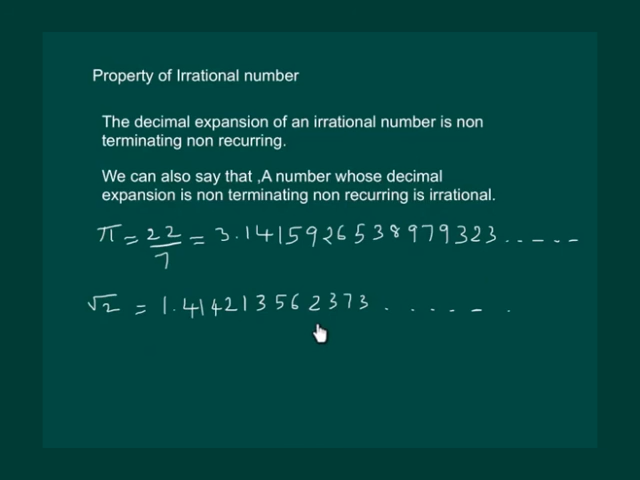 Property of Irrational number
The decimal expansion of an irrational number is non
terminating non recurring.
We can also say that ,A number whose decimal
expansion is non terminating non recurring is irrational.
π = 22/7 = 3.1415926538979323.......
√2 = 1.414213562373 . . . . . . .